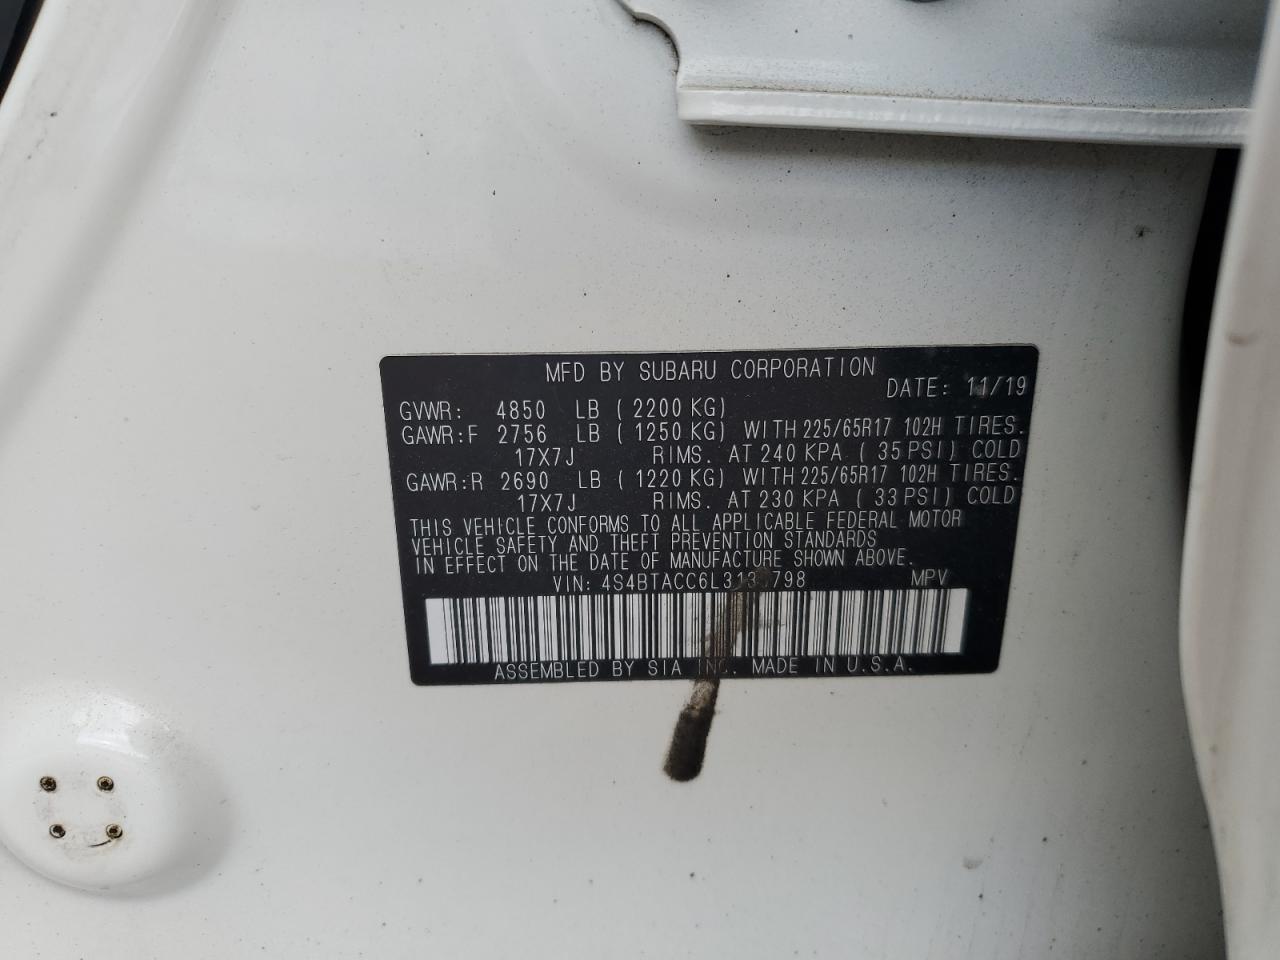 MFD BY SUBARU CORPORATION
DATE: 11/19
GVWR: 4850 LB ( 2200 KG)
GAWR:F 2756 LB ( 1250 KG) WITH 225/65R17 102H TIRES.
17X7J RIMS. AT 240 KPA ( 35 PSI) COLD
GAWR:R 2690 LB ( 1220 KG) WITH 225/65R17 102H TIRES.
17X7J RIMS. AT 230 KPA ( 33 PSI) COLD
THIS VEHICLE CONFORMS TO ALL APPLICABLE FEDERAL MOTOR
VEHICLE SAFETY AND THEFT PREVENTION STANDARDS
IN EFFECT ON THE DATE OF MANUFACTURE SHOWN ABOVE.
VIN: MPV
ASSEMBLED BY SIA INC. MADE IN U.S.A.